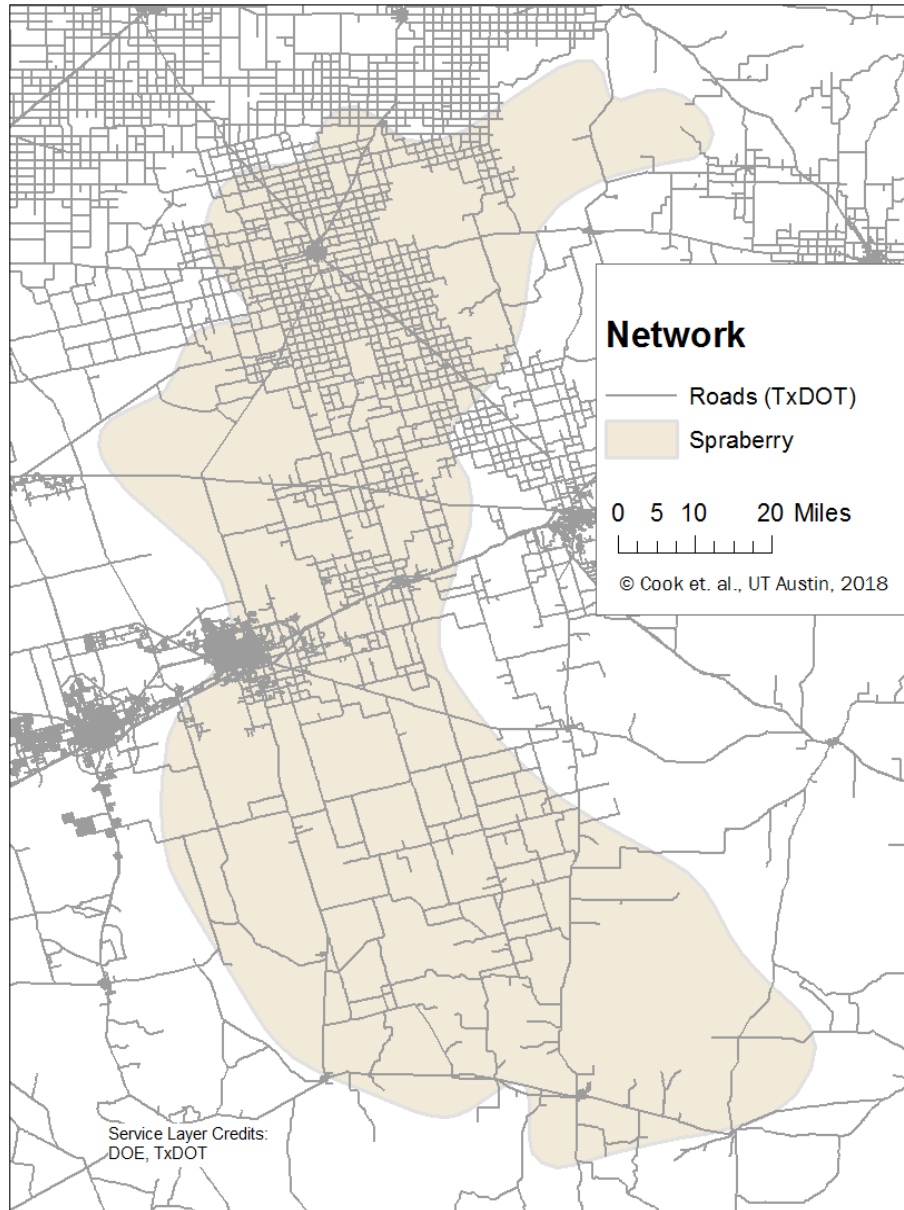 Network
Roads (TxDOT)
Spraberry
0 5 10 20 Miles
© Cook et. al., UT Austin, 2018
Service Layer Credits:
DOE, TxDOT